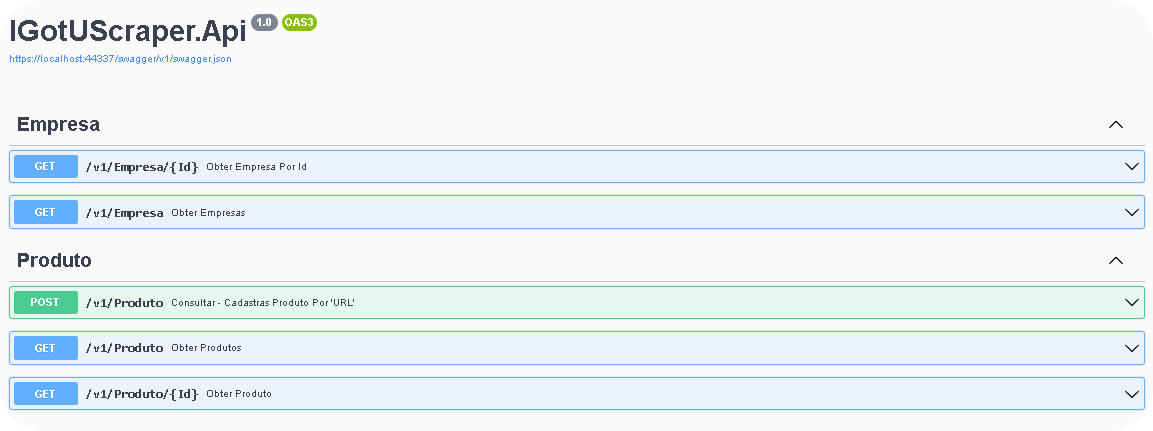 IGotUScraper.Api 1.0 OAS3
https://localhost:44337/swagger/v1/swagger.json
Empresa
GET /v1/Empresa/{Id} Obter Empresa Por Id
GET /v1/Empresa Obter Empresas
Produto
POST /v1/Produto Consultar - Cadastras Produto Por 'URL'
GET /v1/Produto Obter Produtos
GET /v1/Produto/{Id} Obter Produto